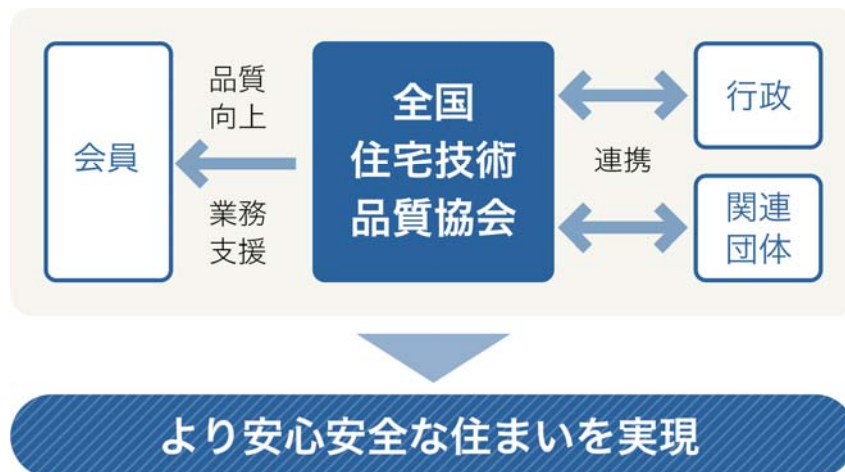 会員
品質
向上
業務
支援
全国
住宅技術
品質協会
連携
行政
関連
団体
より安心安全な住まいを実現